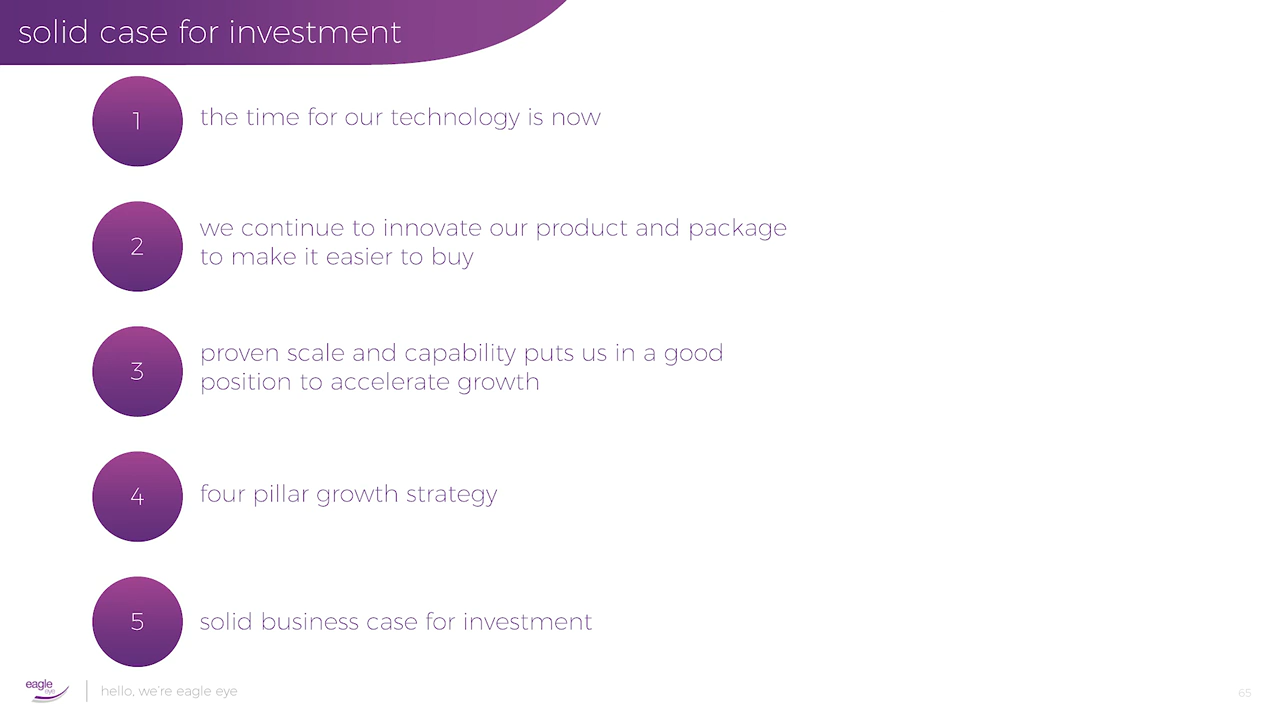 solid case for investment
1
the time for our technology is now
2
we continue to innovate our product and package
to make it easier to buy
3
proven scale and capability puts us in a good
position to accelerate growth
4
four pillar growth strategy
5
solid business case for investment
eagle
eye
hello, we're eagle eye
65